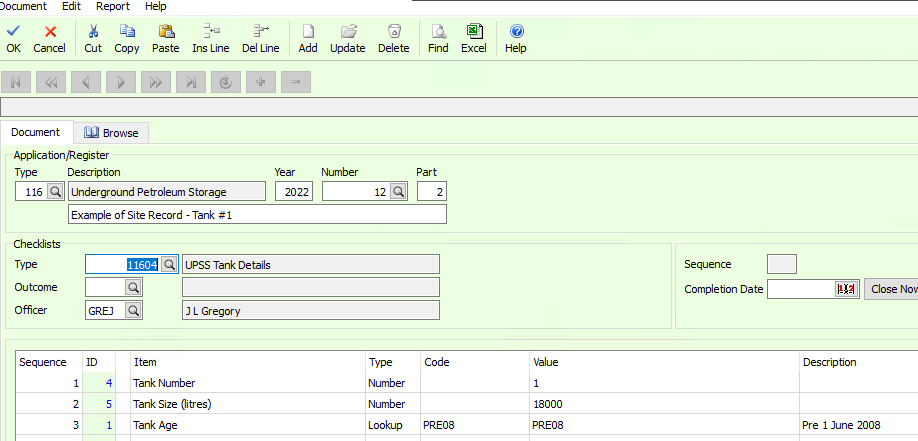 Document Edit Report Help
OK Cancel Cut Copy Paste Ins Line Del Line Add Update Delete Find Excel Help
Document Browse
Application/Register
Type Description Year Number Part
116 Underground Petroleum Storage 2022 12 2
Example of Site Record - Tank #1
Checklists
Type 11604 UPSS Tank Details Sequence
Outcome Completion Date Close Now
Officer GREJ J L Gregory
Sequence ID Item Type Code Value Description
1 4 Tank Number Number 1
2 5 Tank Size (litres) Number 18000
3 1 Tank Age Lookup PRE08 PRE08 Pre 1 June 2008